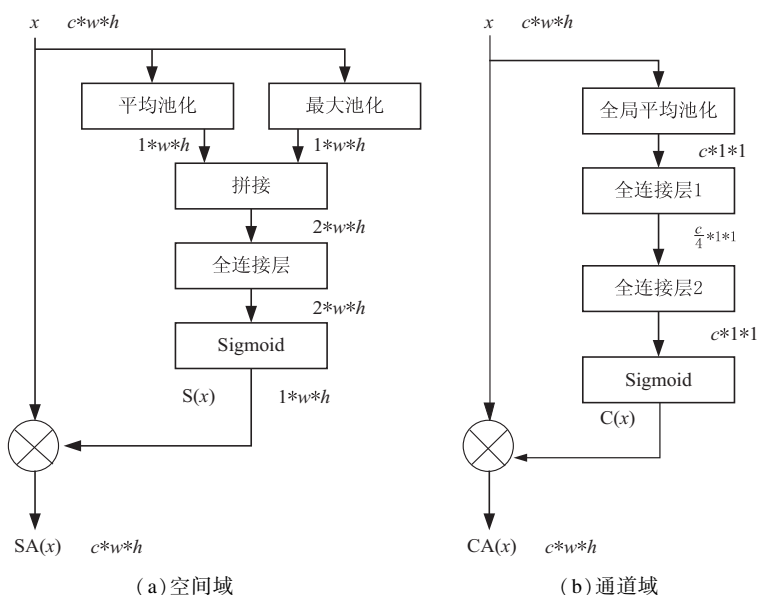 x c*w*h
平均池化
最大池化
1*w*h
1*w*h
拼接
2*w*h
全连接层
2*w*h
Sigmoid
S(x)
1*w*h
SA(x) c*w*h
(a)空间域
x c*w*h
全局平均池化
c*1*1
全连接层1
c/4*1*1
全连接层2
c*1*1
Sigmoid
C(x)
CA(x) c*w*h
(b)通道域